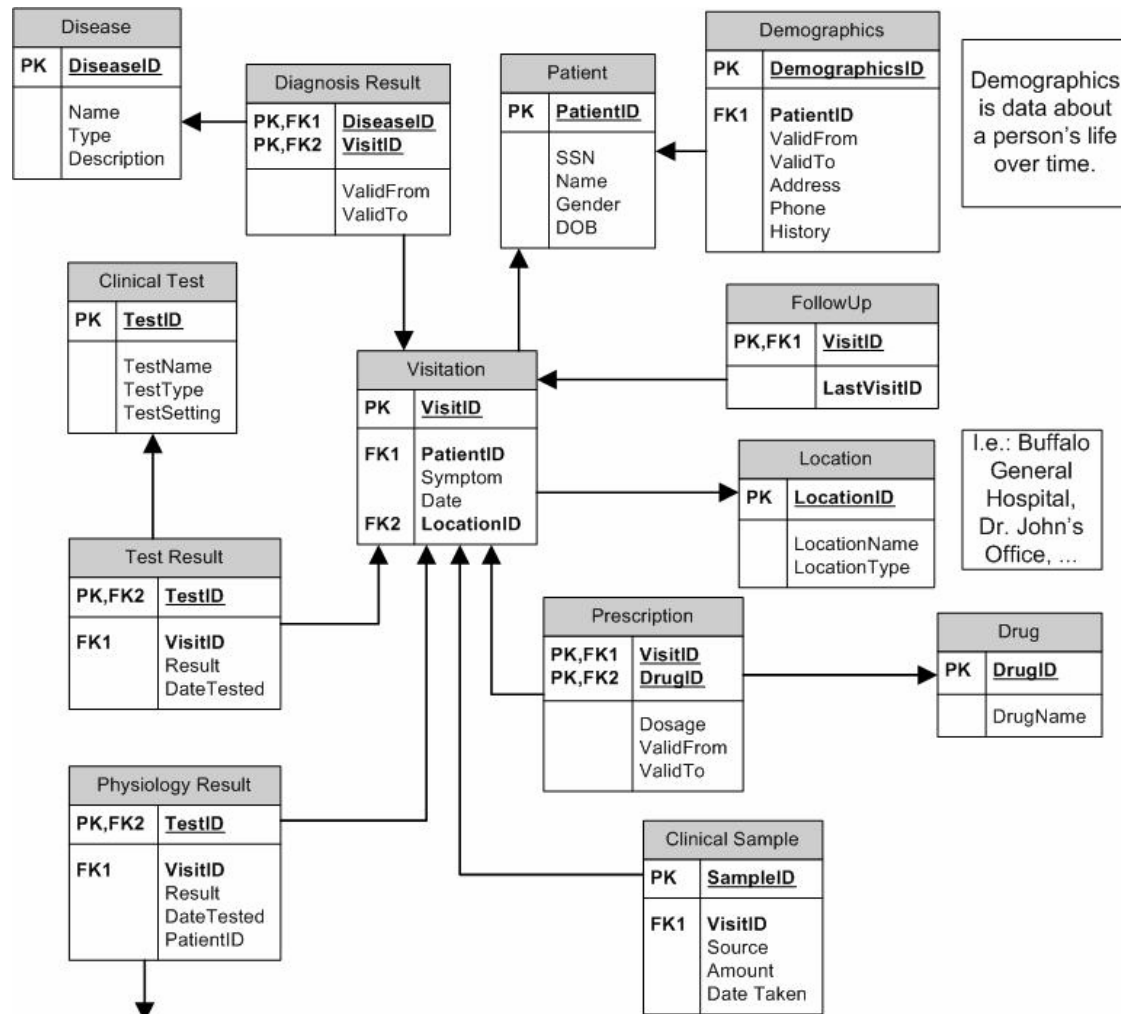 Disease
PK DiseaseID
Name
Type
Description
Diagnosis Result
PK,FK1 DiseaseID
PK,FK2 VisitID
ValidFrom
ValidTo
Patient
PK PatientID
SSN
Name
Gender
DOB
Demographics
PK DemographicsID
FK1 PatientID
ValidFrom
ValidTo
Address
Phone
History
Demographics
is data about
a person's life
over time.
Clinical Test
PK TestID
TestName
TestType
TestSetting
Visitation
PK VisitID
FK1 PatientID
Symptom
Date
FK2 LocationID
FollowUp
PK,FK1 VisitID
LastVisitID
Location
PK LocationID
LocationName
LocationType
I.e.: Buffalo
General
Hospital,
Dr. John's
Office, ...
Test Result
PK,FK2 TestID
FK1 VisitID
Result
DateTested
Prescription
PK,FK1 VisitID
PK,FK2 DrugID
Dosage
ValidFrom
ValidTo
Drug
PK DrugID
DrugName
Physiology Result
PK,FK2 TestID
FK1 VisitID
Result
DateTested
PatientID
Clinical Sample
PK SampleID
FK1 VisitID
Source
Amount
Date Taken